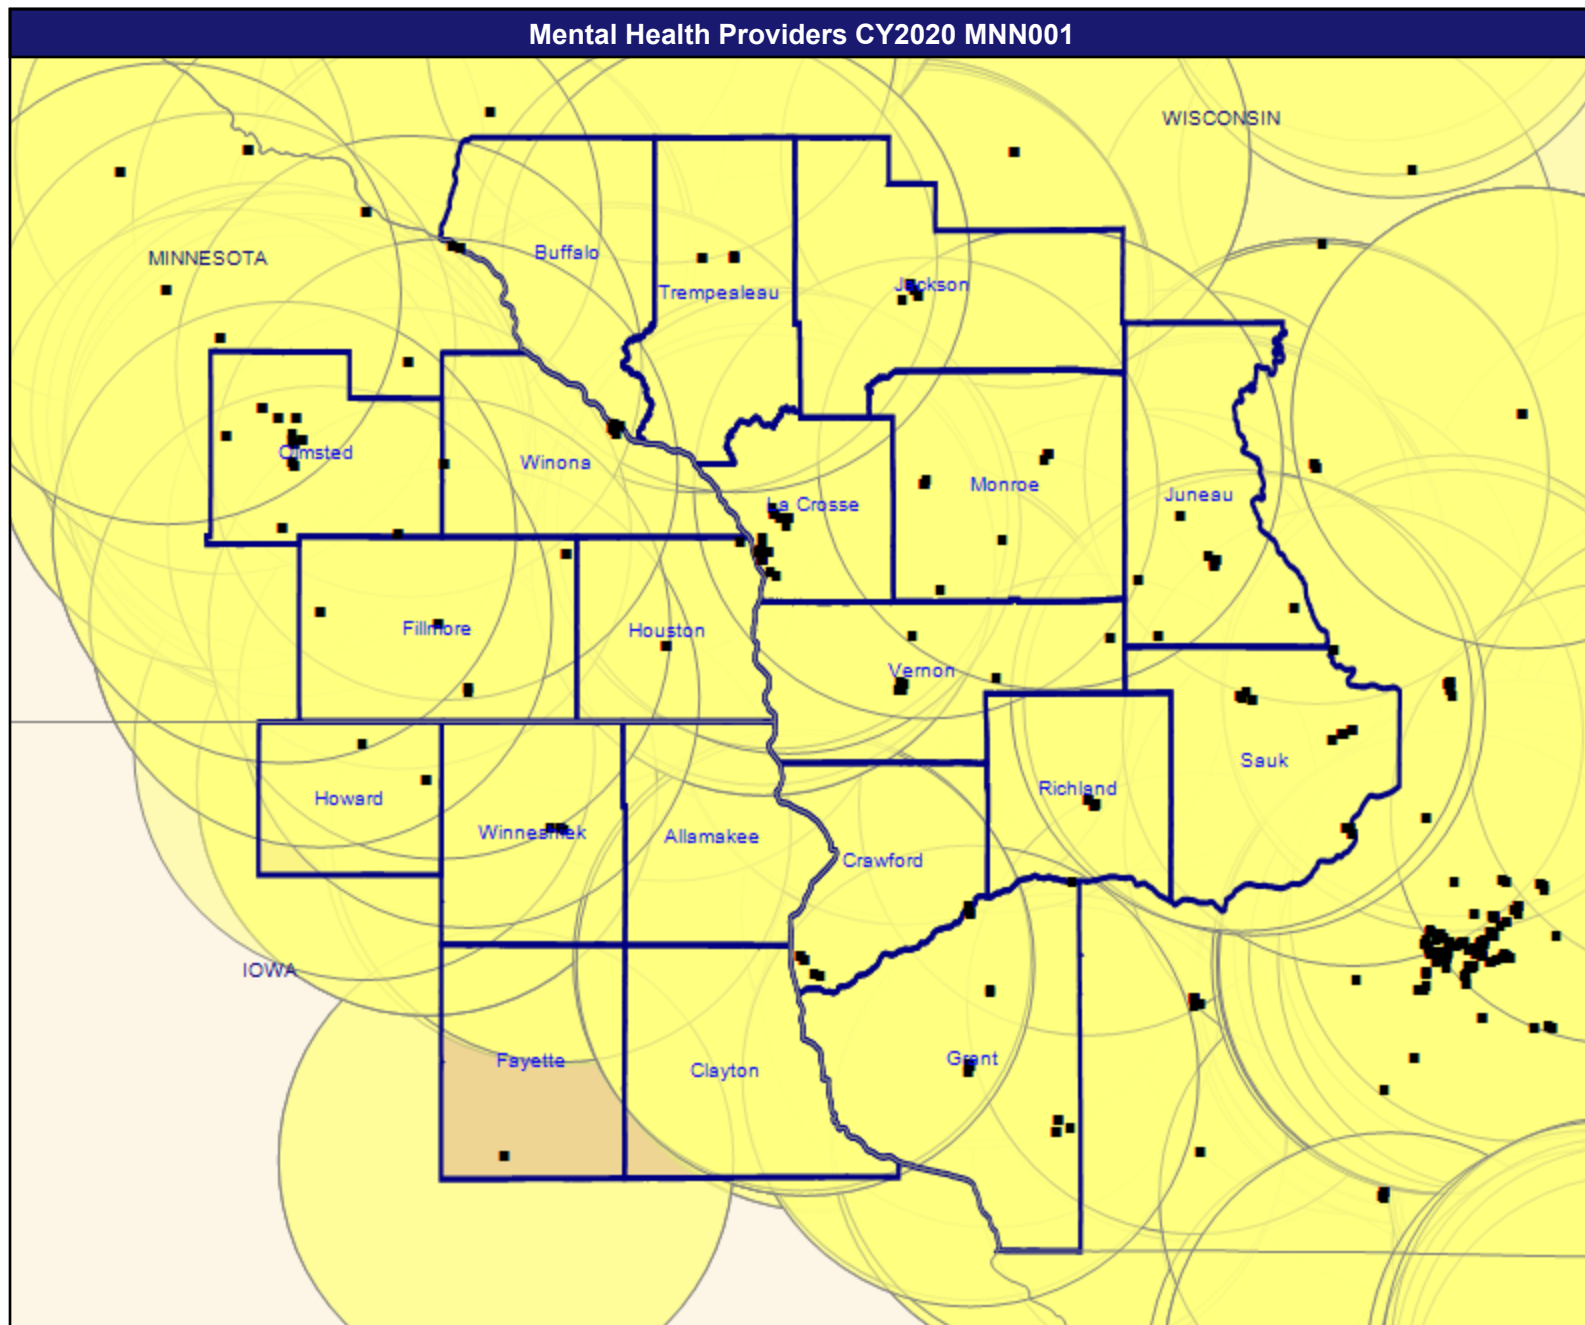 Mental Health Providers CY2020 MNN001
WISCONSIN
MINNESOTA
Buffalo
Trempealeau
Jackson
Olmsted
Winona
La Crosse
Monroe
Juneau
Fillmore
Houston
Vernon
Sauk
Richland
Howard
Winneshiek
Allamakee
Crawford
IOWA
Fayette
Clayton
Grant